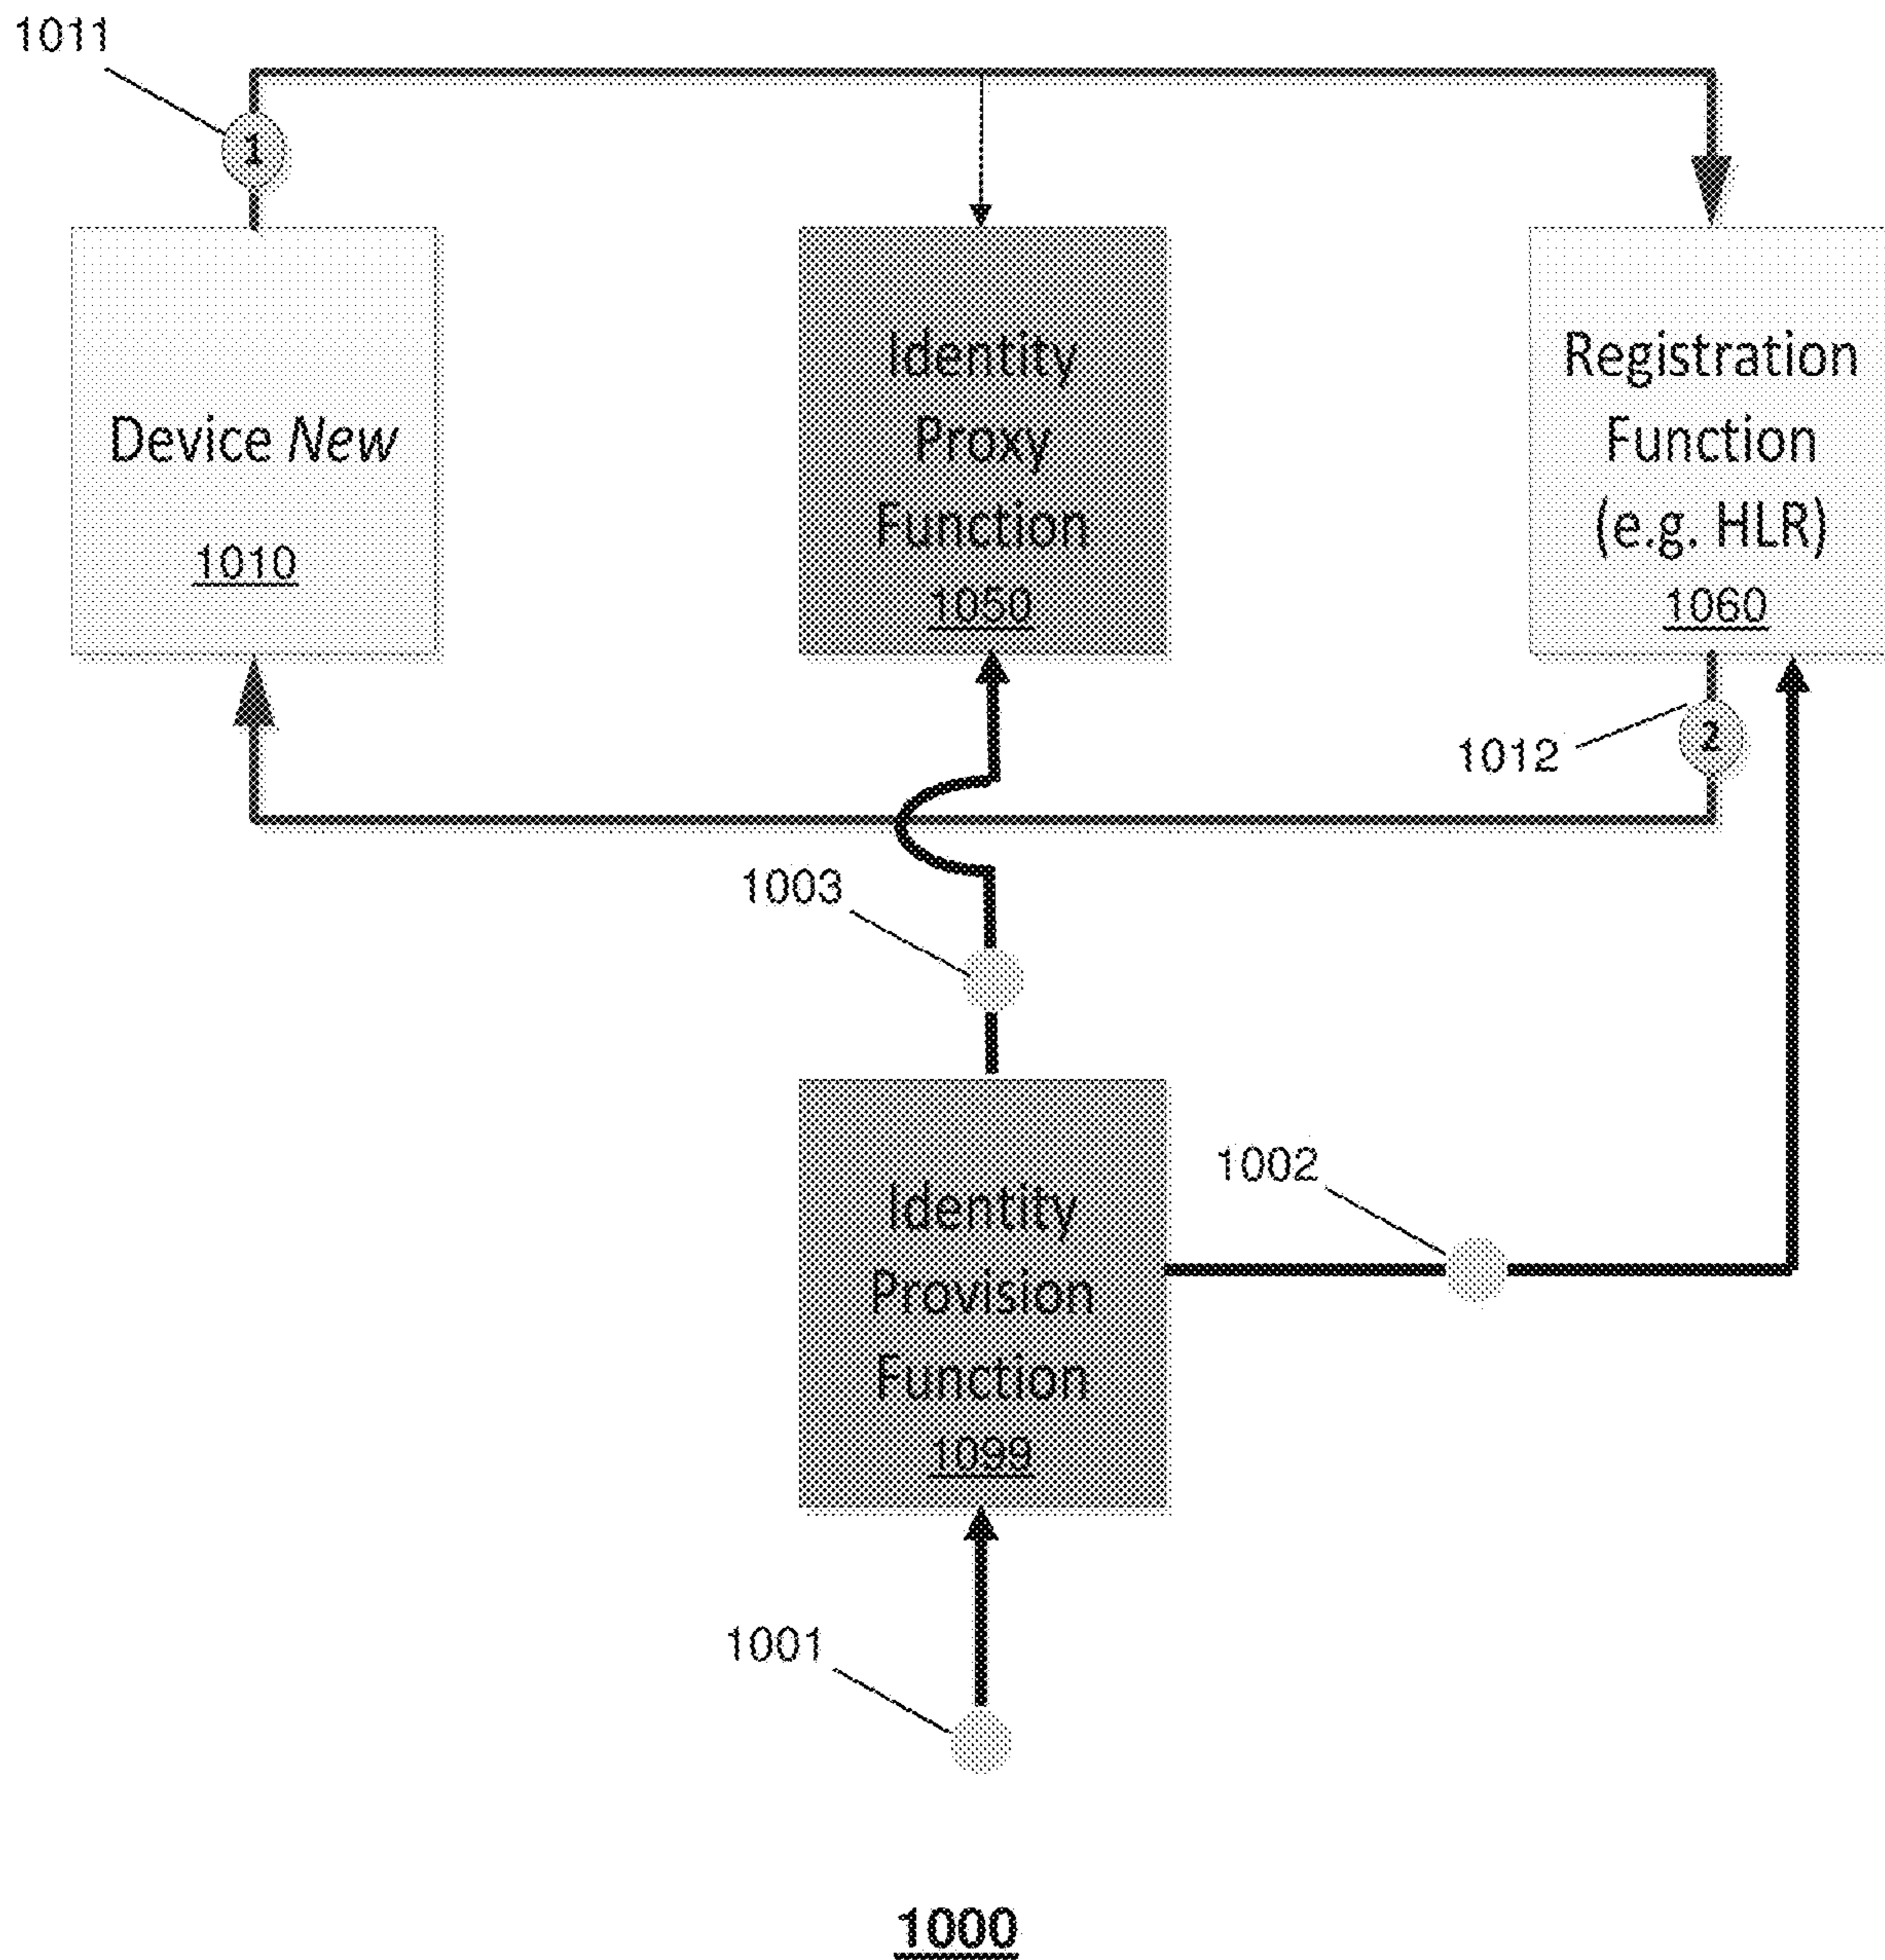 1011
1
Device New
1010
Identity
Proxy
Function
1050
Registration
Function
(e.g. HLR)
1060
1012
2
1003
1002
Identity
Provision
Function
1099
1001
1000